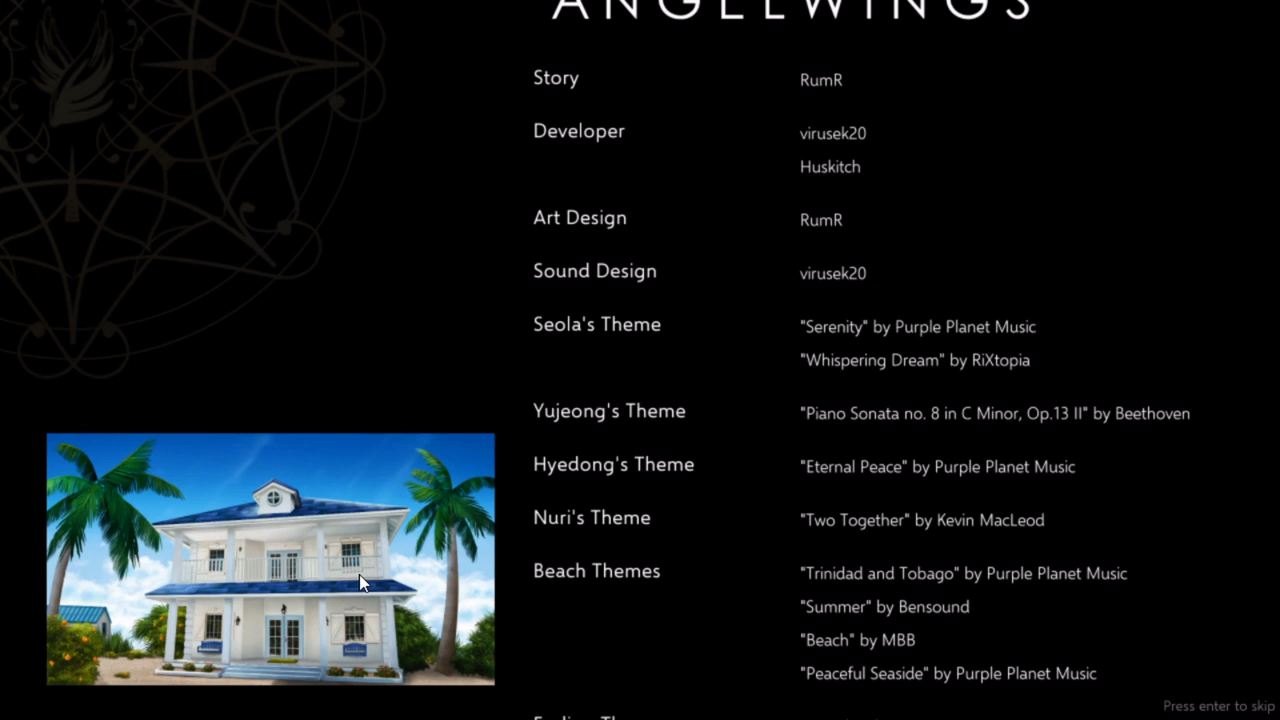 ANGELWINGS
Story RumR
Developer virusek20
Huskitch
Art Design RumR
Sound Design virusek20
Seola's Theme "Serenity" by Purple Planet Music
"Whispering Dream" by RiXtopia
Yujeong's Theme "Piano Sonata no. 8 in C Minor, Op.13 II" by Beethoven
Hyedong's Theme "Eternal Peace" by Purple Planet Music
Nuri's Theme "Two Together" by Kevin MacLeod
Beach Themes "Trinidad and Tobago" by Purple Planet Music
"Summer" by Bensound
"Beach" by MBB
"Peaceful Seaside" by Purple Planet Music
Press enter to skip